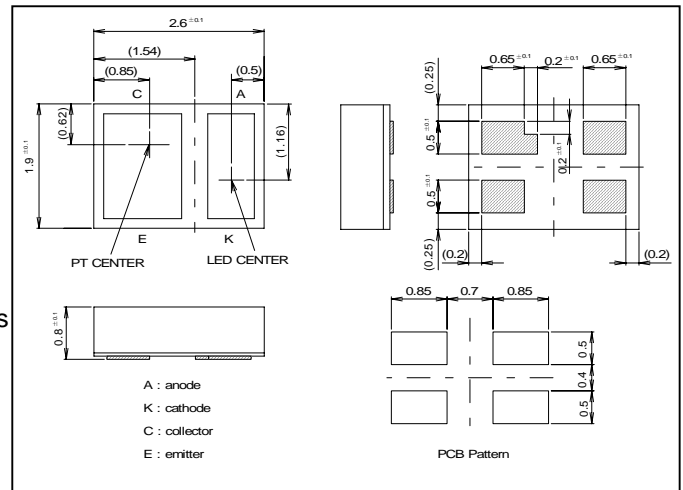 2.6 ±0.1
(1.54)
(0.85)
(0.5)
C
A
(0.62)
1.9 ±0.1
(1.16)
E
K
PT CENTER
LED CENTER
0.65 ±0.1
0.2 ±0.1
0.65 ±0.1
(0.25)
0.5 ±0.1
0.2 ±0.1
0.5 ±0.1
(0.25)
(0.2)
(0.2)
S
0.8 ±0.1
A : anode
K : cathode
C : collector
E : emitter
0.85
0.7
0.85
0.5
0.4
0.5
PCB Pattern